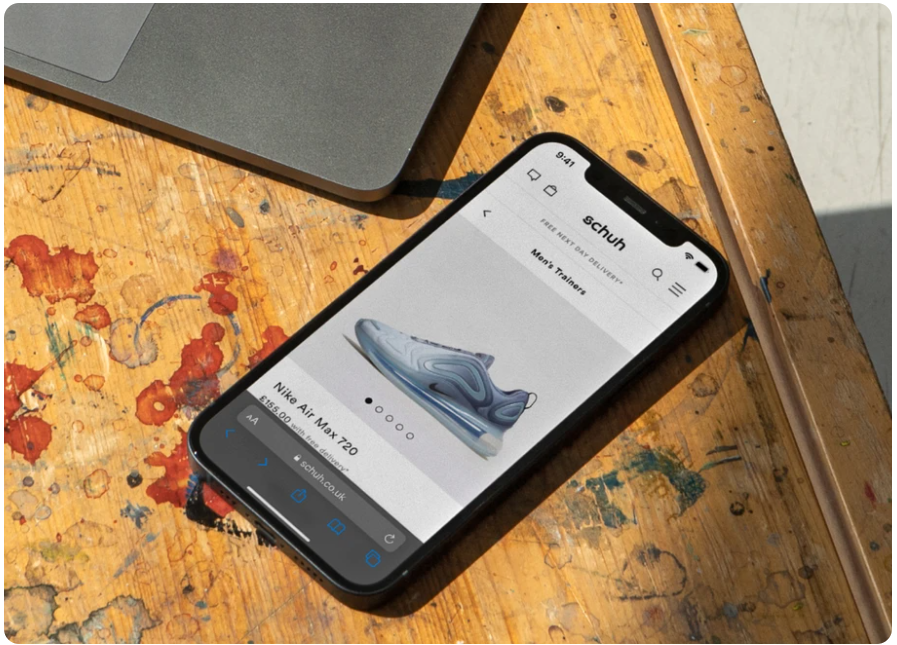 9:41
schuh
FREE NEXT DAY DELIVERY*
Men's Trainers
Nike Air Max 720
£155.00 with free delivery*
AA
schuh.co.uk